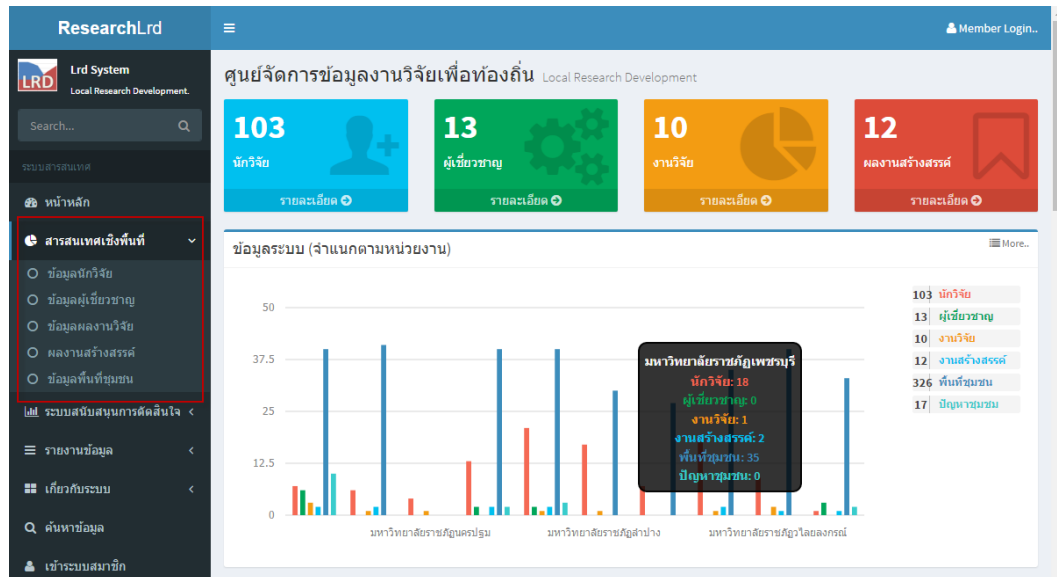 ResearchLrd
Member Login..
LRD
Lrd System
Local Research Development.
Search...
ระบบสารสนเทศ
หน้าหลัก
สารสนเทศเชิงพื้นที่
ข้อมูลนักวิจัย
ข้อมูลผู้เชี่ยวชาญ
ข้อมูลผลงานวิจัย
ผลงานสร้างสรรค์
ข้อมูลพื้นที่ชุมชน
ระบบสนับสนุนการตัดสินใจ
รายงานข้อมูล
เกี่ยวกับระบบ
ค้นหาข้อมูล
เข้าระบบสมาชิก
ศูนย์จัดการข้อมูลงานวิจัยเพื่อท้องถิ่น Local Research Development
103
นักวิจัย
รายละเอียด
13
ผู้เชี่ยวชาญ
รายละเอียด
10
งานวิจัย
รายละเอียด
12
ผลงานสร้างสรรค์
รายละเอียด
ข้อมูลระบบ (จำแนกตามหน่วยงาน)
More..
50
37.5
25
12.5
0
มหาวิทยาลัยราชภัฏนครปฐม
มหาวิทยาลัยราชภัฏลำปาง
มหาวิทยาลัยราชภัฏวไลยอลงกรณ์
มหาวิทยาลัยราชภัฏเพชรบุรี
นักวิจัย: 18
ผู้เชี่ยวชาญ: 0
งานวิจัย: 1
งานสร้างสรรค์: 2
พื้นที่ชุมชน: 35
ปัญหาชุมชน: 0
103 นักวิจัย
13 ผู้เชี่ยวชาญ
10 งานวิจัย
12 งานสร้างสรรค์
326 พื้นที่ชุมชน
17 ปัญหาชุมชม